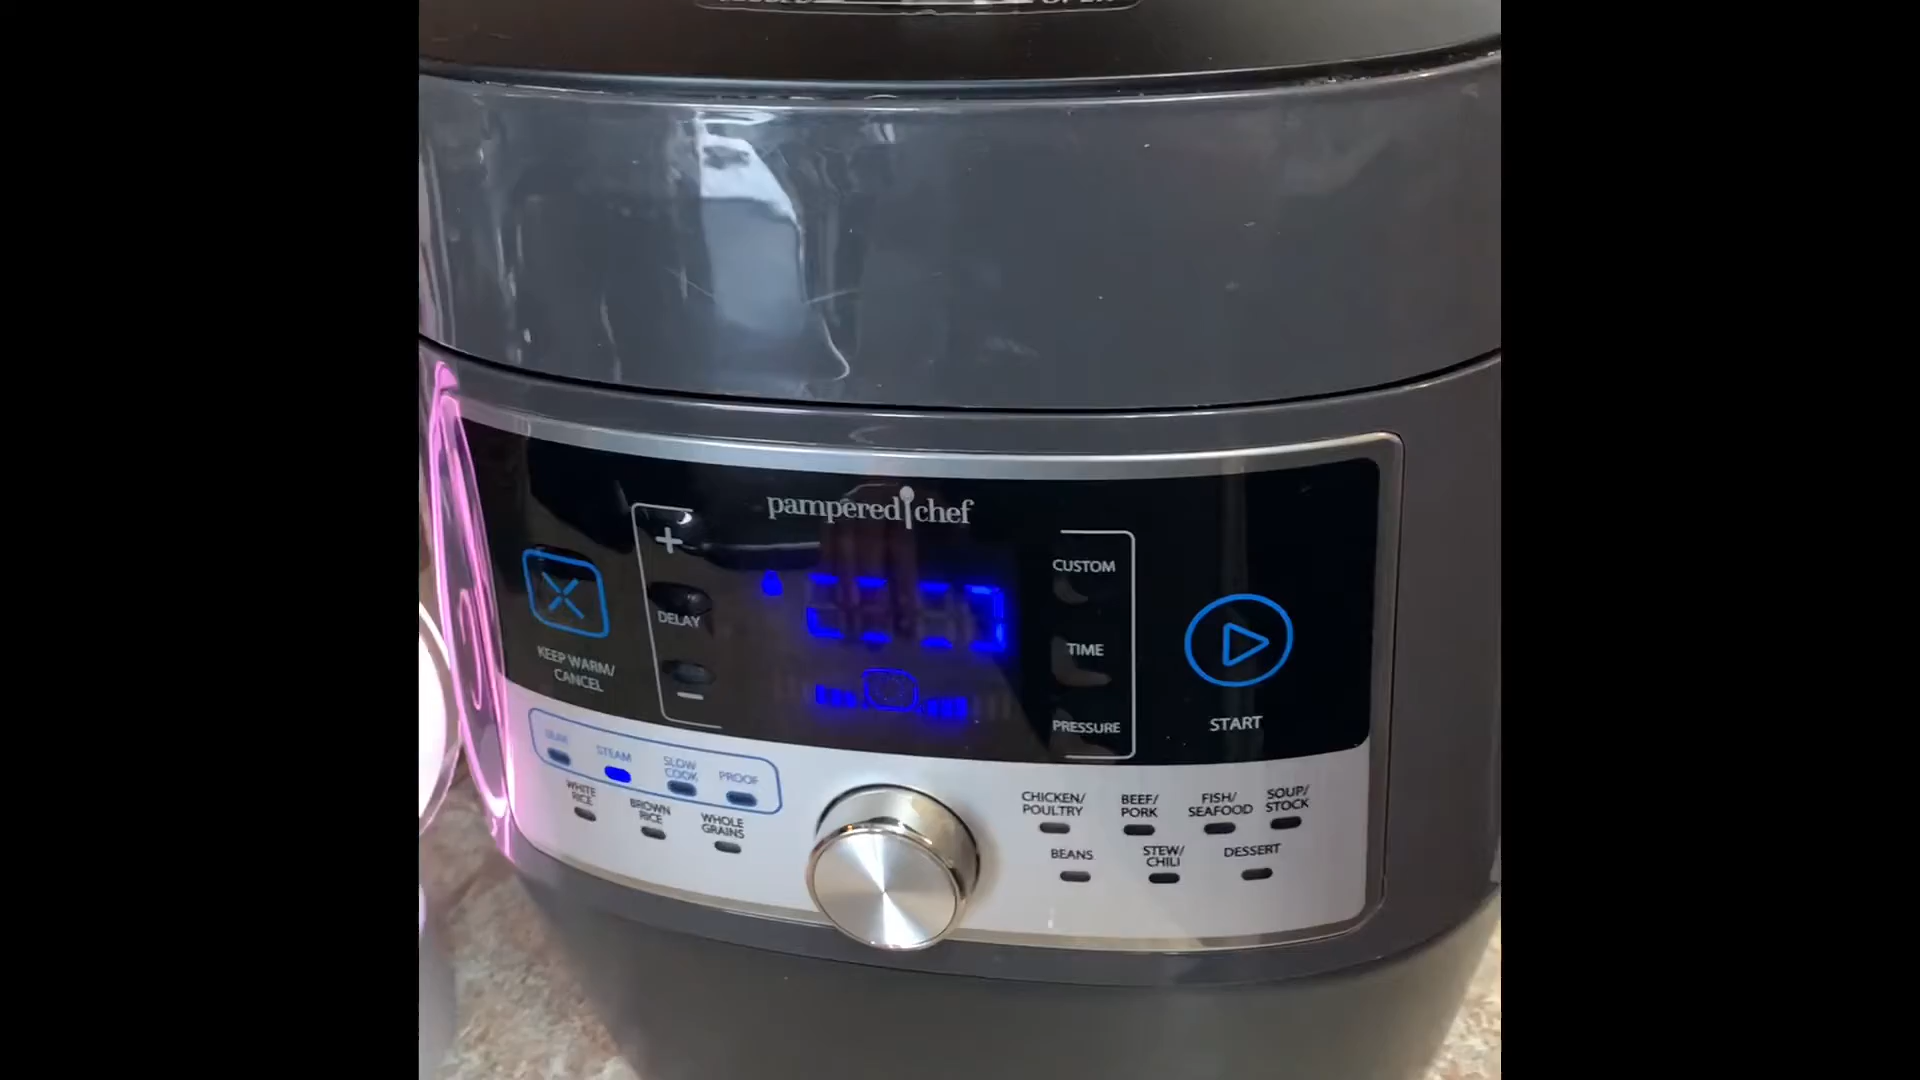 pampered chef
+
DELAY
−
KEEP WARM/
CANCEL
CUSTOM
TIME
PRESSURE
START
STEAM
SLOW
COOK
PROOF
WHITE
RICE
BROWN
RICE
WHOLE
GRAINS
CHICKEN/
POULTRY
BEEF/
PORK
FISH/
SEAFOOD
SOUP/
STOCK
BEANS
STEW/
CHILI
DESSERT